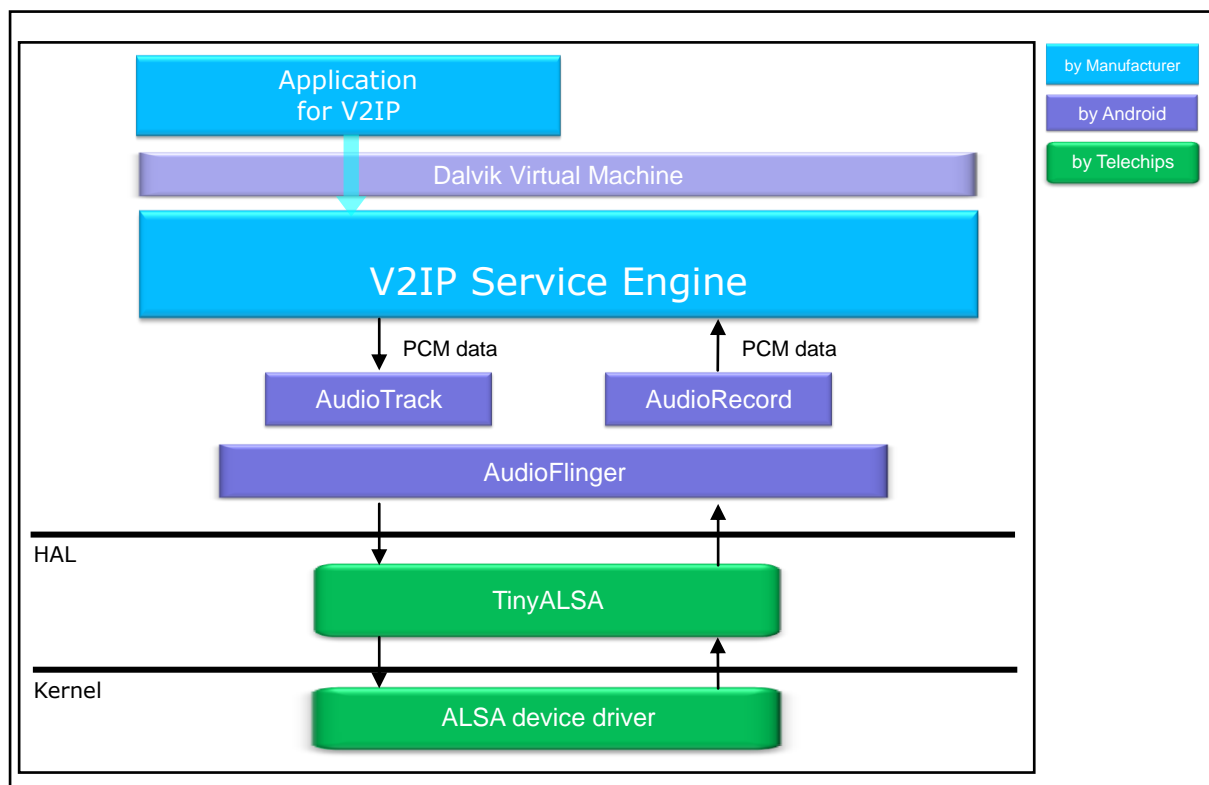 Application
for V2IP
by Manufacturer
by Android
by Telechips
Dalvik Virtual Machine
V2IP Service Engine
PCM data
PCM data
AudioTrack
AudioRecord
AudioFlinger
HAL
TinyALSA
Kernel
ALSA device driver